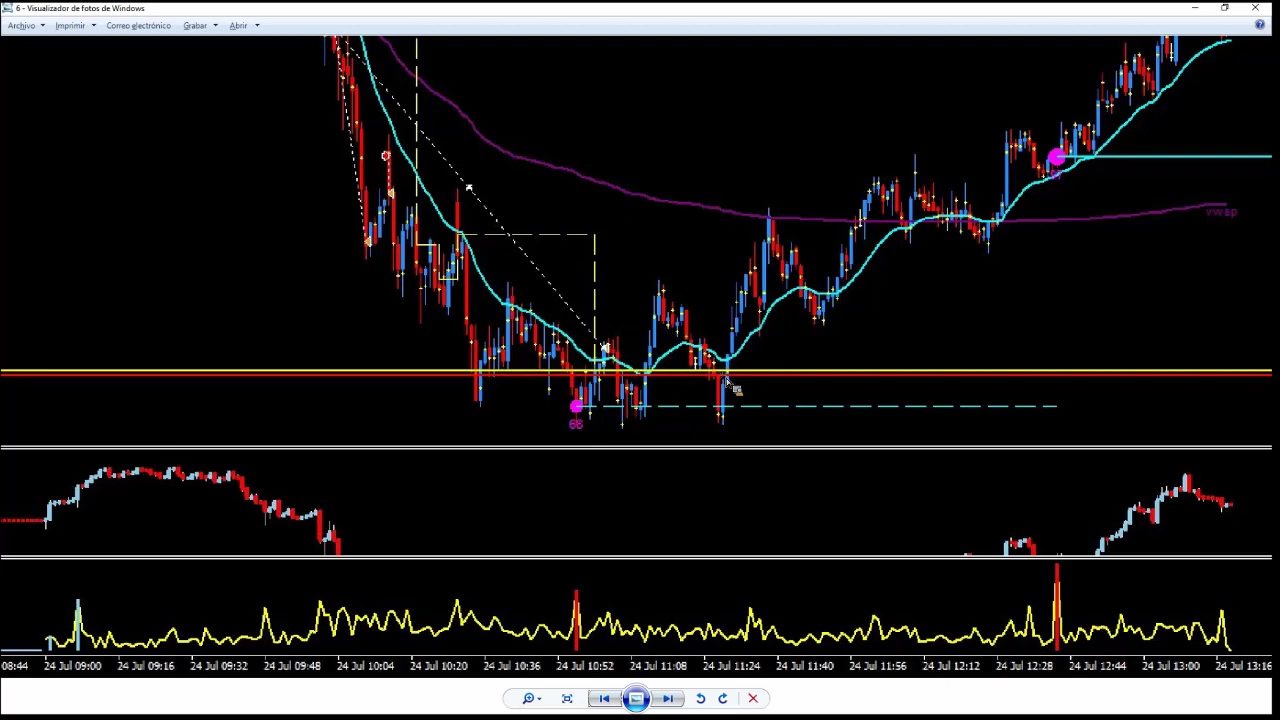 6 - Visualizador de fotos de Windows
Archivo Imprimir Correo electrónico Grabar Abrir
vwap
68
08:44 24 Jul 09:00 24 Jul 09:16 24 Jul 09:32 24 Jul 09:48 24 Jul 10:04 24 Jul 10:20 24 Jul 10:36 24 Jul 10:52 24 Jul 11:08 24 Jul 11:24 24 Jul 11:40 24 Jul 11:56 24 Jul 12:12 24 Jul 12:28 24 Jul 12:44 24 Jul 13:00 24 Jul 13:16